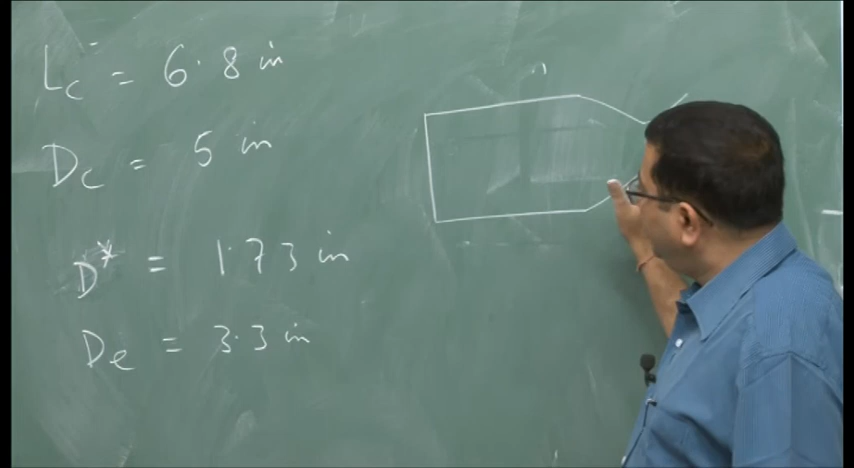 Lc = 6.8 in
Dc = 5 in
D* = 1.73 in
De = 3.3 in